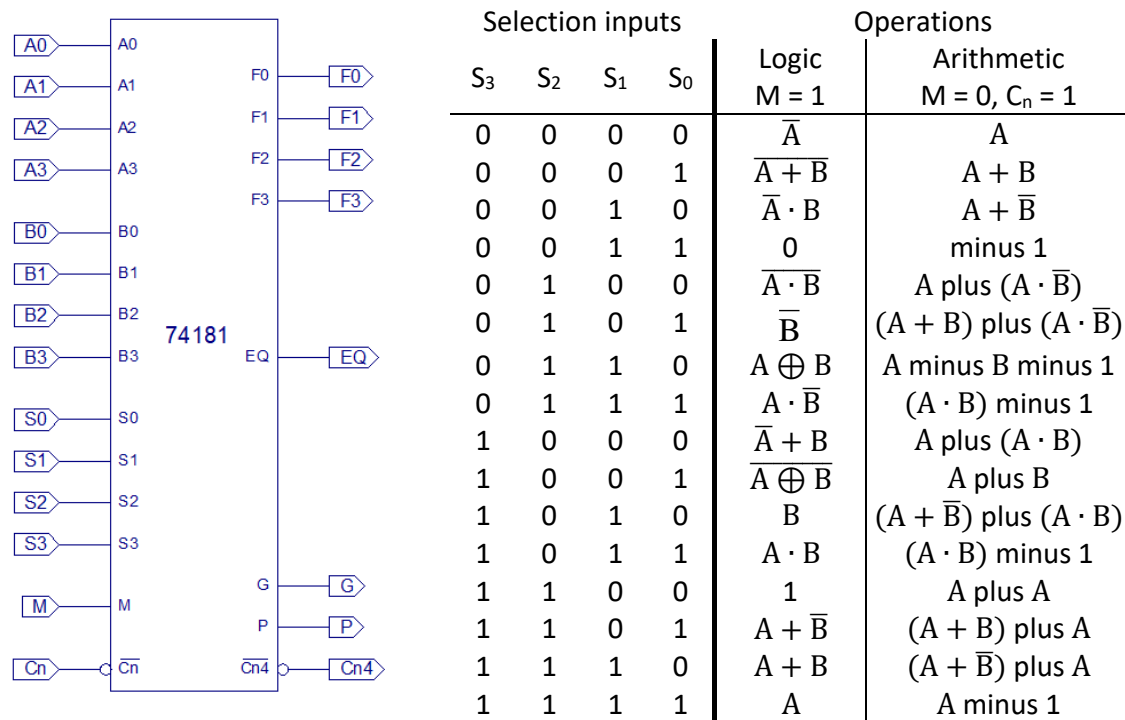 A0 A0
A1 A1
A2 A2
A3 A3
B0 B0
B1 B1
B2 B2
B3 B3
S0 S0
S1 S1
S2 S2
S3 S3
M M
Cn C̅n̅
74181
F0 F0
F1 F1
F2 F2
F3 F3
EQ EQ
G G
P P
C̅n̅4̅ Cn4
Selection inputs Operations
S₃ S₂ S₁ S₀ Logic M = 1 Arithmetic M = 0, Cₙ = 1
0 0 0 0 A̅ A
0 0 0 1 A̅ ̅+̅ ̅B̅ A + B
0 0 1 0 A̅ · B A + B̅
0 0 1 1 0 minus 1
0 1 0 0 A̅ ̅·̅ ̅B̅ A plus (A · B̅)
0 1 0 1 B̅ (A + B) plus (A · B̅)
0 1 1 0 A ⊕ B A minus B minus 1
0 1 1 1 A · B̅ (A · B) minus 1
1 0 0 0 A̅ + B A plus (A · B)
1 0 0 1 A̅ ̅⊕̅ ̅B̅ A plus B
1 0 1 0 B (A + B̅) plus (A · B)
1 0 1 1 A · B (A · B) minus 1
1 1 0 0 1 A plus A
1 1 0 1 A + B̅ (A + B) plus A
1 1 1 0 A + B (A + B̅) plus A
1 1 1 1 A A minus 1